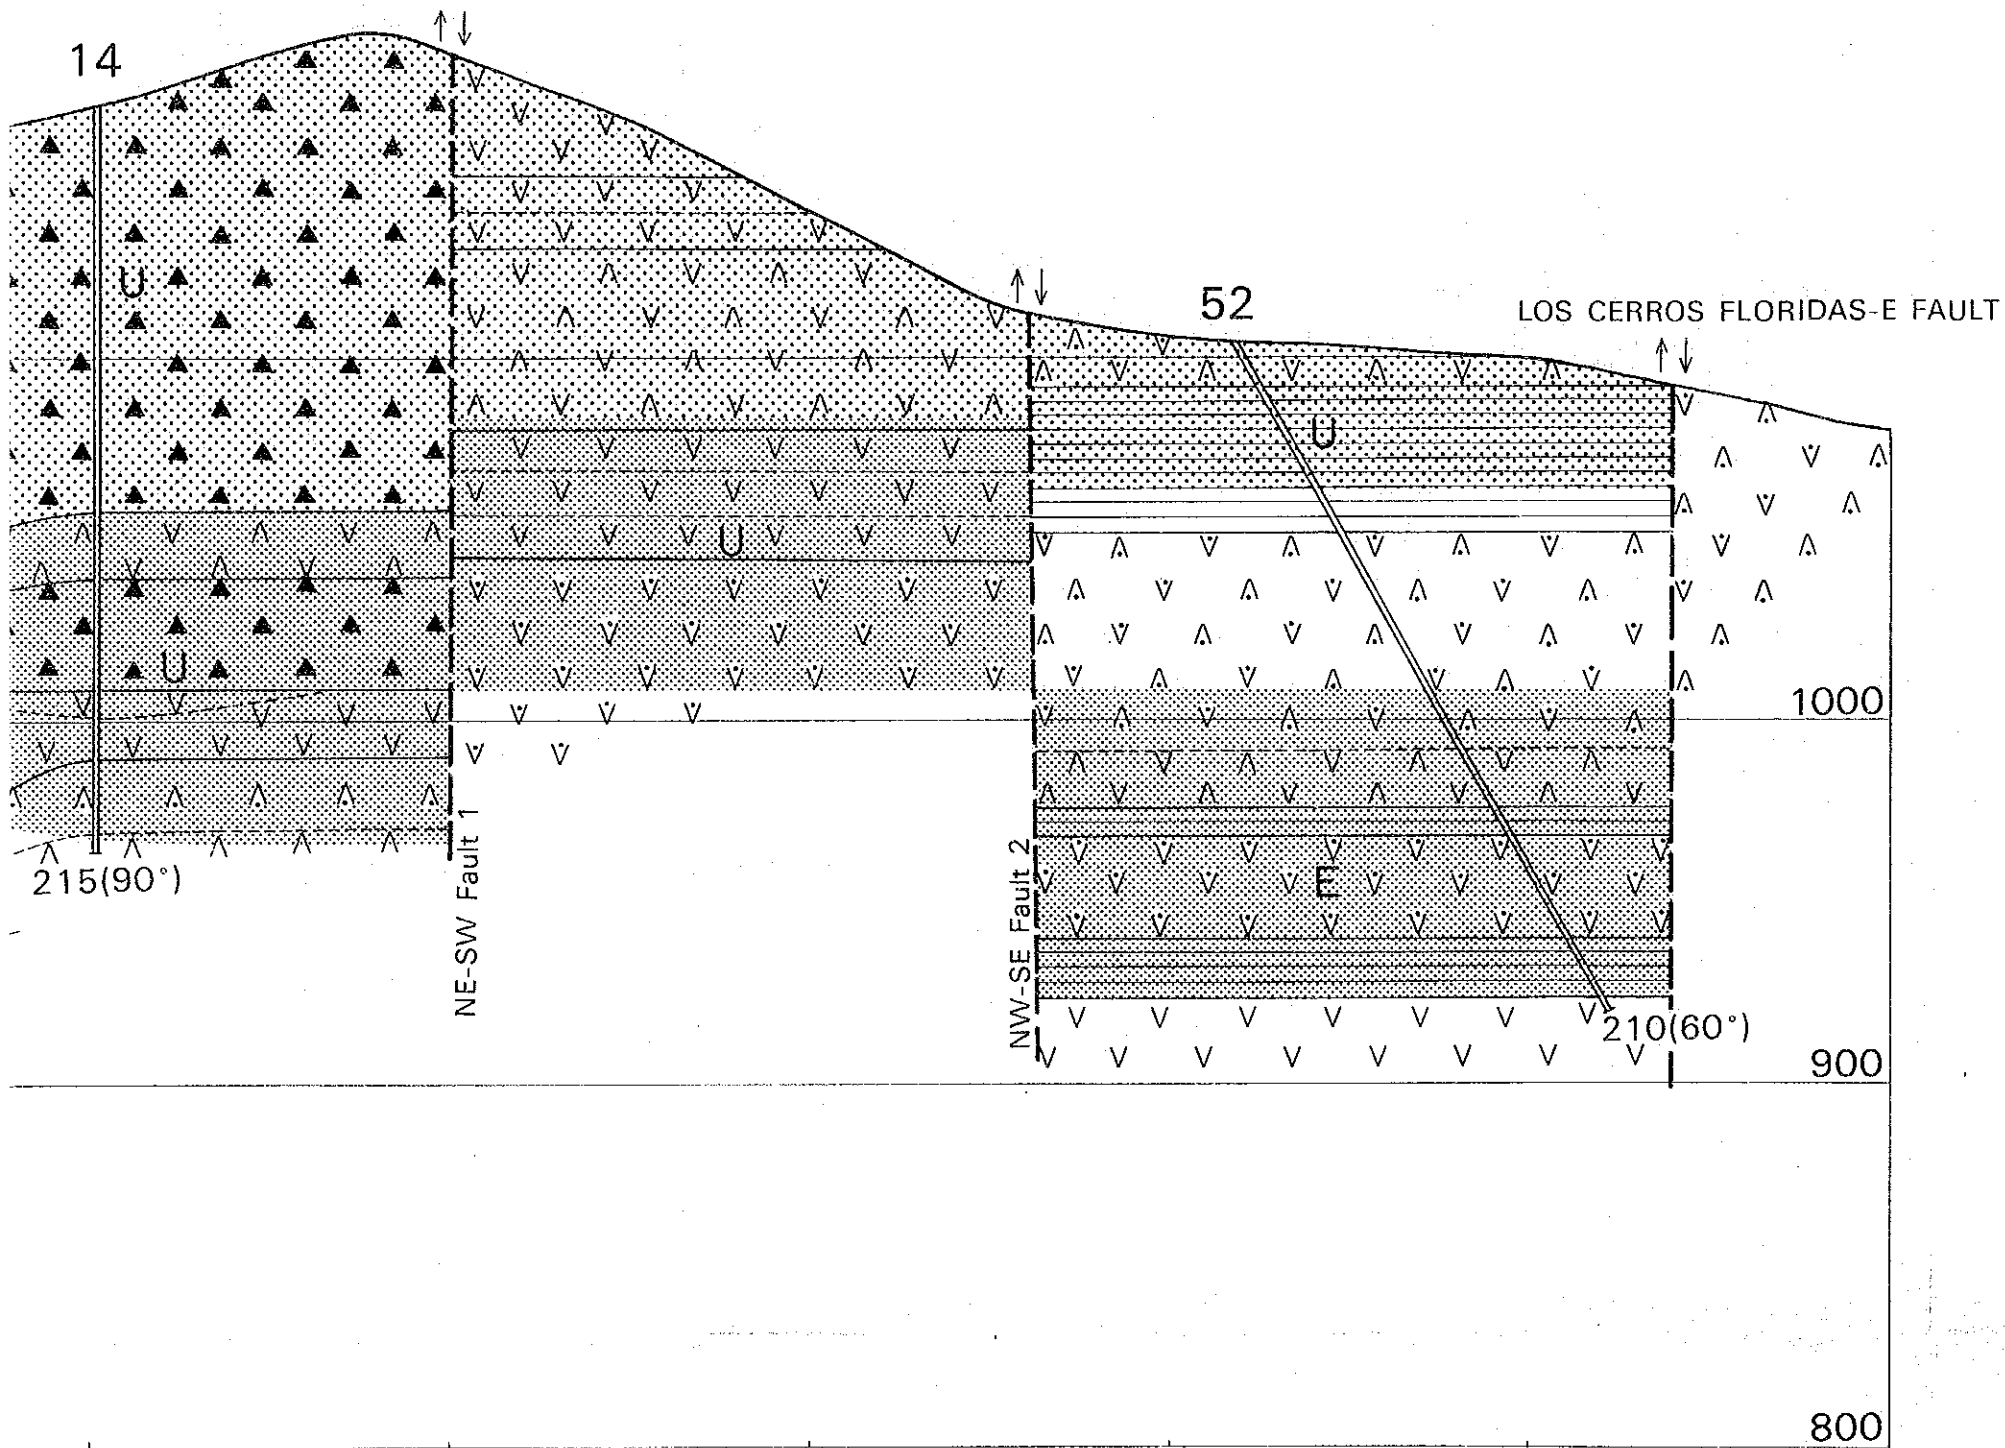 14
52
LOS CERROS FLORIDAS-E FAULT
U
U
U
U
1000
NE-SW Fault 1
215(90°)
E
NW-SE Fault 2
210(60°)
900
800